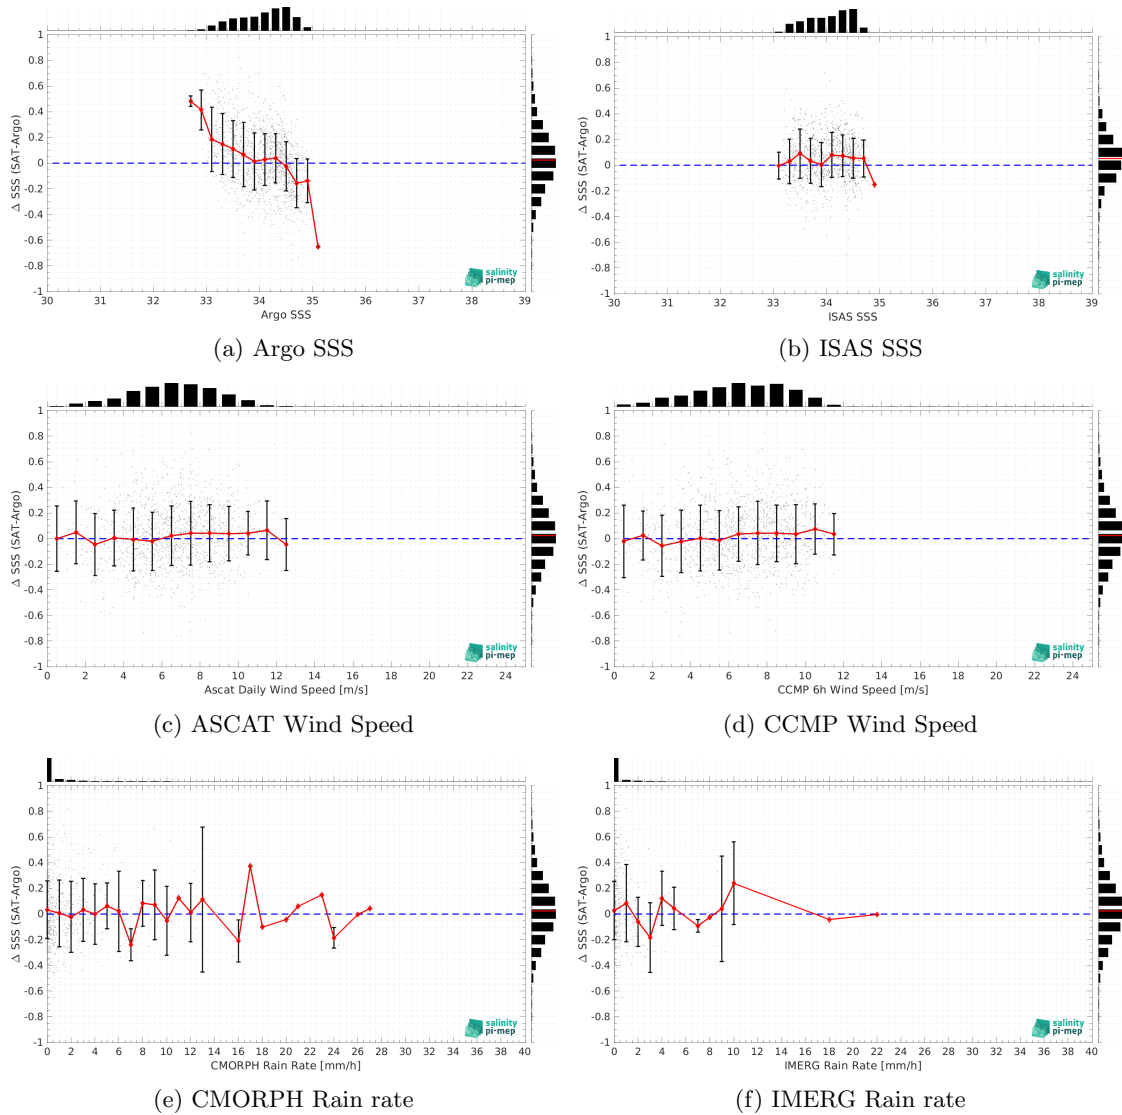 1
0.8
0.6
0.4
0.2
0
-0.2
-0.4
-0.6
-0.8
-1
Δ SSS (SAT-Argo)
30 31 32 33 34 35 36 37 38 39
Argo SSS
salinity
pi-mep
(a) Argo SSS
1
0.8
0.6
0.4
0.2
0
-0.2
-0.4
-0.6
-0.8
-1
Δ SSS (SAT-Argo)
30 31 32 33 34 35 36 37 38 39
ISAS SSS
salinity
pi-mep
(b) ISAS SSS
1
0.8
0.6
0.4
0.2
0
-0.2
-0.4
-0.6
-0.8
-1
Δ SSS (SAT-Argo)
0 2 4 6 8 10 12 14 16 18 20 22 24
Ascat Daily Wind Speed [m/s]
salinity
pi-mep
(c) ASCAT Wind Speed
1
0.8
0.6
0.4
0.2
0
-0.2
-0.4
-0.6
-0.8
-1
Δ SSS (SAT-Argo)
0 2 4 6 8 10 12 14 16 18 20 22 24
CCMP 6h Wind Speed [m/s]
salinity
pi-mep
(d) CCMP Wind Speed
1
0.8
0.6
0.4
0.2
0
-0.2
-0.4
-0.6
-0.8
-1
Δ SSS (SAT-Argo)
0 2 4 6 8 10 12 14 16 18 20 22 24 26 28 30 32 34 36 38 40
CMORPH Rain Rate [mm/h]
salinity
pi-mep
(e) CMORPH Rain rate
1
0.8
0.6
0.4
0.2
0
-0.2
-0.4
-0.6
-0.8
-1
Δ SSS (SAT-Argo)
0 2 4 6 8 10 12 14 16 18 20 22 24 26 28 30 32 34 36 38 40
IMERG Rain Rate [mm/h]
salinity
pi-mep
(f) IMERG Rain rate